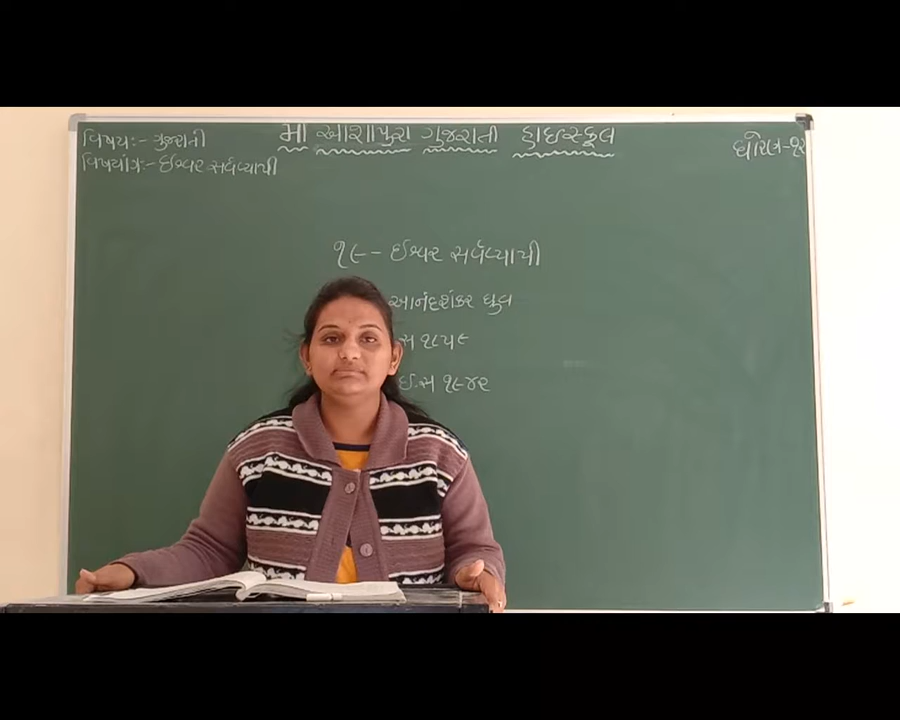 મા આશાપુરા ગુજરાતી હાઇસ્કૂલ
વિષય:- ગુજરાતી
ધોરણ-૧૨
વિષયાંગ:- ઈશ્વર સર્વવ્યાપી
૧૯ - ઈશ્વર સર્વવ્યાપી
આનંદશંકર ધ્રુવ
સ ૧૮૫૯
ઈ.સ ૧૯૪૨